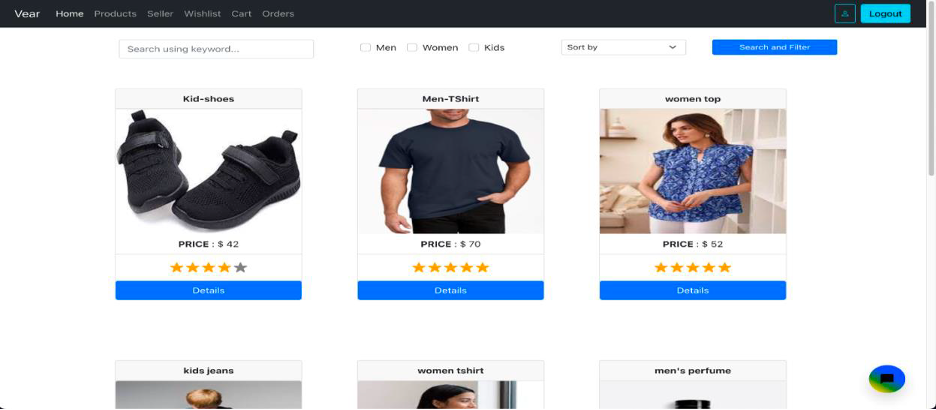 Vear Home Products Seller Wishlist Cart Orders Logout
Search using keyword... Men Women Kids Sort by Search and Filter
Kid-shoes Men-TShirt women top
PRICE : $ 42 PRICE : $ 70 PRICE : $ 52
Details Details Details
kids jeans women tshirt men's perfume